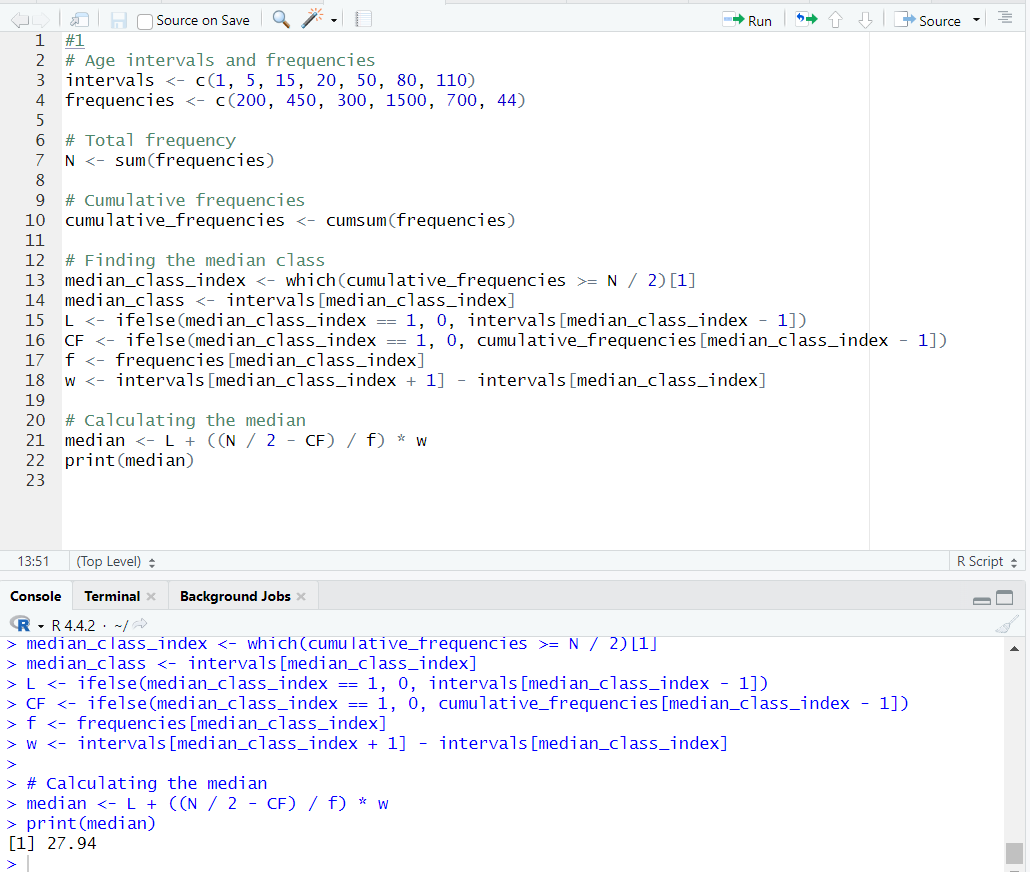 Source on Save
Run
Source
1 #1
2 # Age intervals and frequencies
3 intervals <- c(1, 5, 15, 20, 50, 80, 110)
4 frequencies <- c(200, 450, 300, 1500, 700, 44)
5
6 # Total frequency
7 N <- sum(frequencies)
8
9 # Cumulative frequencies
10 cumulative_frequencies <- cumsum(frequencies)
11
12 # Finding the median class
13 median_class_index <- which(cumulative_frequencies >= N / 2)[1]
14 median_class <- intervals[median_class_index]
15 L <- ifelse(median_class_index == 1, 0, intervals[median_class_index - 1])
16 CF <- ifelse(median_class_index == 1, 0, cumulative_frequencies[median_class_index - 1])
17 f <- frequencies[median_class_index]
18 w <- intervals[median_class_index + 1] - intervals[median_class_index]
19
20 # Calculating the median
21 median <- L + ((N / 2 - CF) / f) * w
22 print(median)
23
13:51 (Top Level) R Script
Console Terminal Background Jobs
R R 4.4.2 · ~/
> median_class_index <- which(cumulative_frequencies >= N / 2)[1]
> median_class <- intervals[median_class_index]
> L <- ifelse(median_class_index == 1, 0, intervals[median_class_index - 1])
> CF <- ifelse(median_class_index == 1, 0, cumulative_frequencies[median_class_index - 1])
> f <- frequencies[median_class_index]
> w <- intervals[median_class_index + 1] - intervals[median_class_index]
>
> # Calculating the median
> median <- L + ((N / 2 - CF) / f) * w
> print(median)
[1] 27.94
>